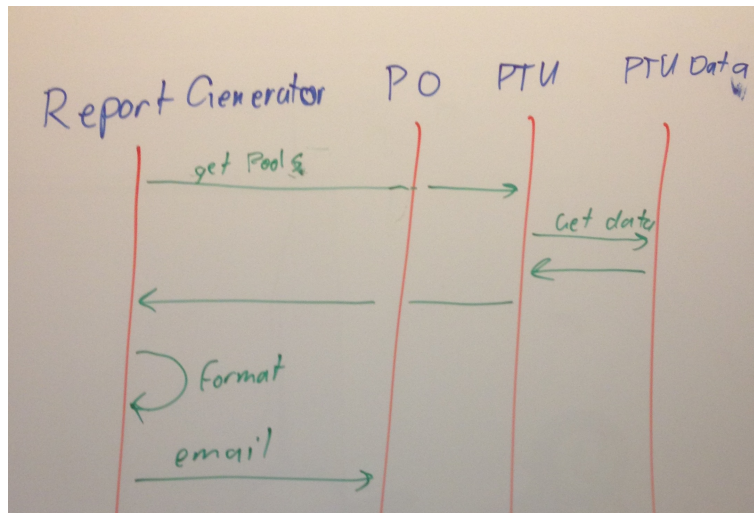 Report Generator PO PTU PTU Data
get Pools
Get data
Format
email